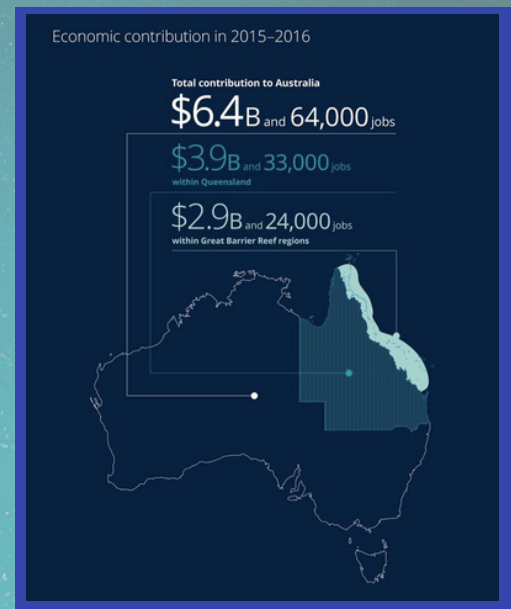 Economic contribution in 2015–2016
Total contribution to Australia
$6.4B and 64,000 jobs
$3.9B and 33,000 jobs
within Queensland
$2.9B and 24,000 jobs
within Great Barrier Reef regions